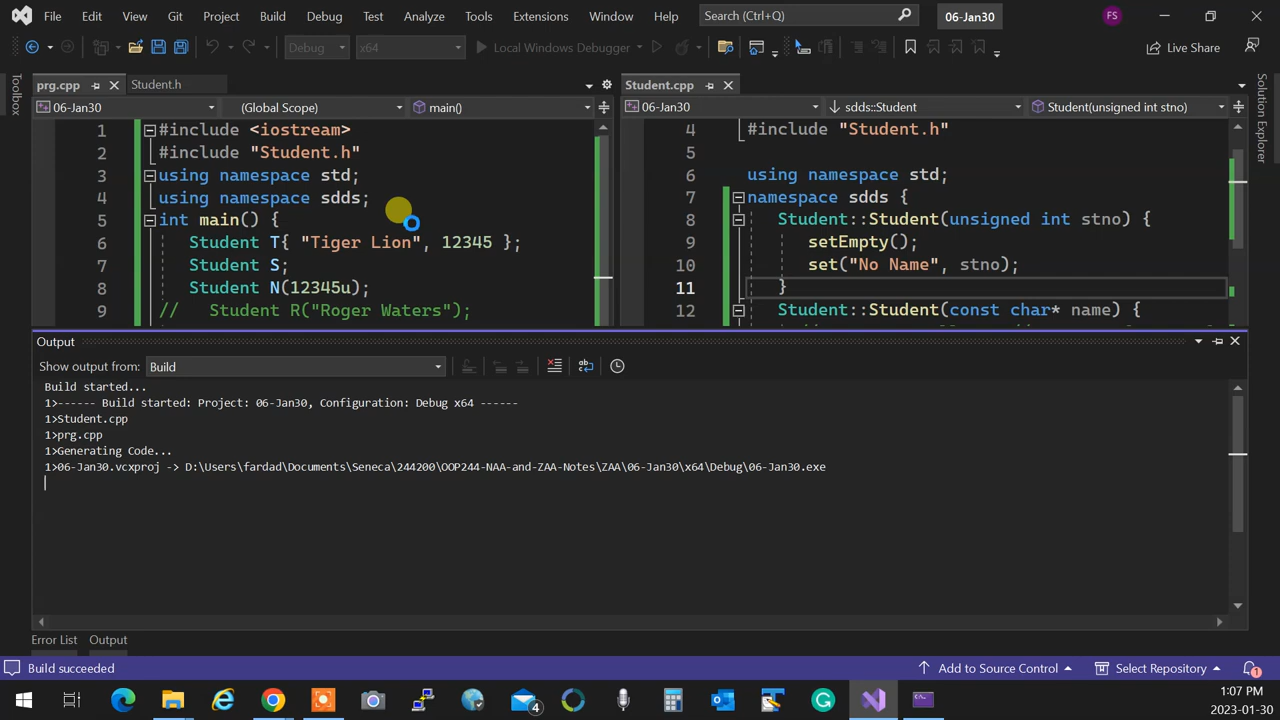 File Edit View Git Project Build Debug Test Analyze Tools Extensions Window Help Search (Ctrl+Q) 06-Jan30 FS
Debug x64 Local Windows Debugger Live Share
Toolbox
prg.cpp Student.h
06-Jan30 (Global Scope) main()
1 #include <iostream>
2 #include "Student.h"
3 using namespace std;
4 using namespace sdds;
5 int main() {
6 Student T{ "Tiger Lion", 12345 };
7 Student S;
8 Student N(12345u);
9 // Student R("Roger Waters");
Student.cpp
06-Jan30 sdds::Student Student(unsigned int stno)
4 #include "Student.h"
5
6 using namespace std;
7 namespace sdds {
8 Student::Student(unsigned int stno) {
9 setEmpty();
10 set("No Name", stno);
11 }
12 Student::Student(const char* name) {
Solution Explorer
Output
Show output from: Build
Build started...
1>------ Build started: Project: 06-Jan30, Configuration: Debug x64 ------
1>Student.cpp
1>prg.cpp
1>Generating Code...
1>06-Jan30.vcxproj -> D:\Users\fardad\Documents\Seneca\244200\OOP244-NAA-and-ZAA-Notes\ZAA\06-Jan30\x64\Debug\06-Jan30.exe
Error List Output
Build succeeded Add to Source Control Select Repository 1
4
1:07 PM
2023-01-30